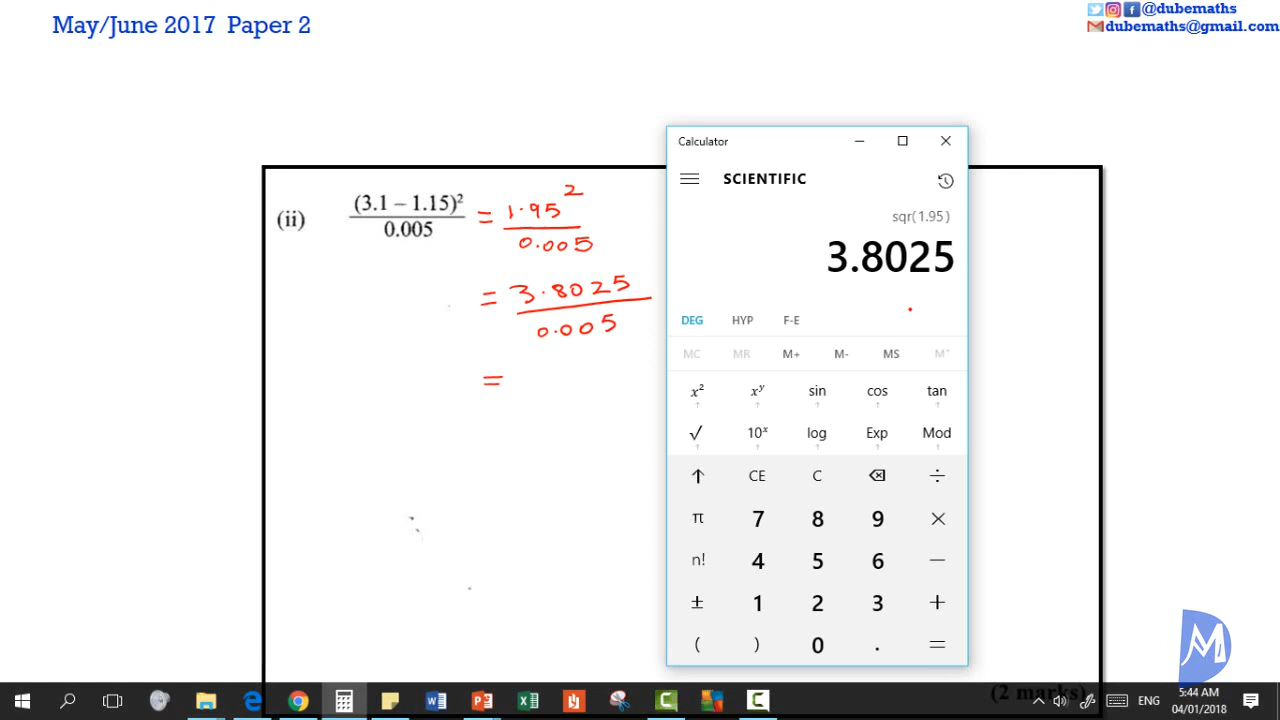 May/June 2017 Paper 2
@dubemaths
dubemaths@gmail.com
(ii) (3.1 – 1.15)² / 0.005 = 1.95² / 0.005
= 3.8025 / 0.005
=
Calculator
SCIENTIFIC
sqr(1.95)
3.8025
DEG HYP F-E
MC MR M+ M- MS M˅
x² xʸ sin cos tan
√ 10ˣ log Exp Mod
↑ CE C ⌫ ÷
π 7 8 9 ×
n! 4 5 6 −
± 1 2 3 +
( ) 0 . =
(2 marks)
DM
ENG
5:44 AM
04/01/2018